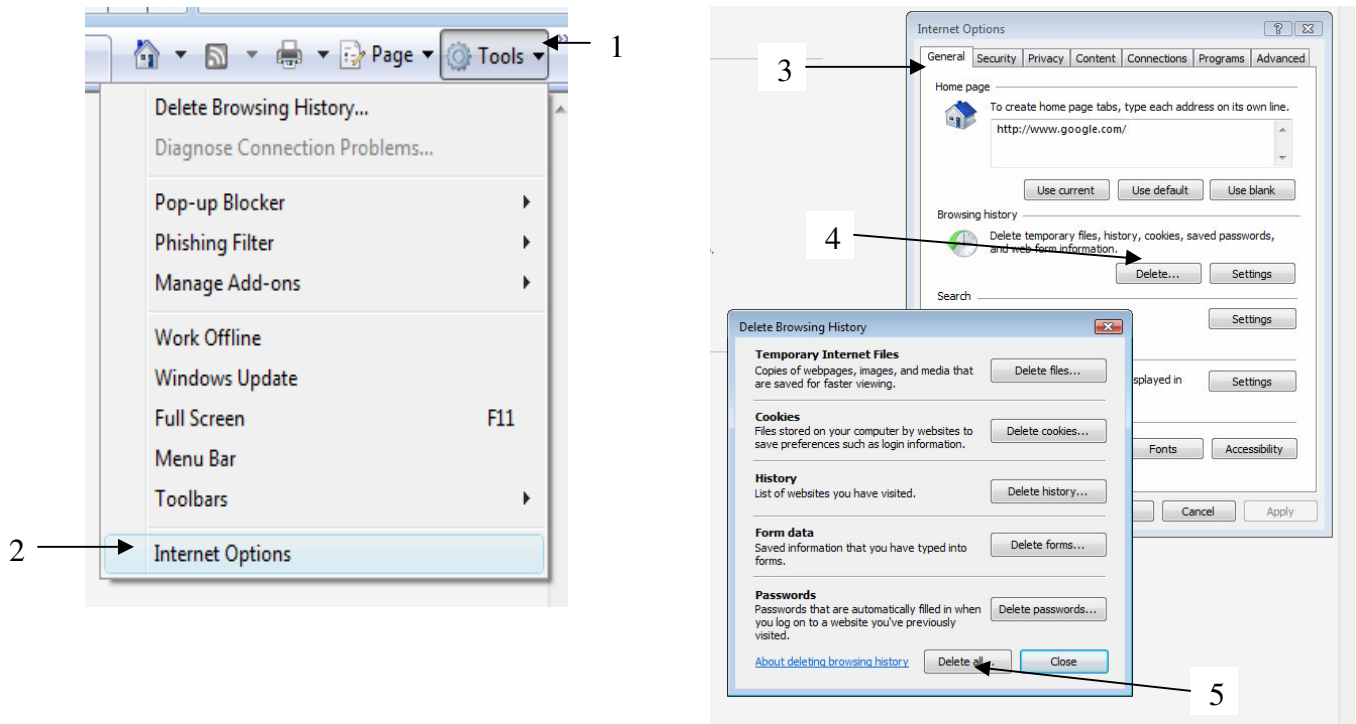 Page
Tools
1
Delete Browsing History...
Diagnose Connection Problems...
Pop-up Blocker
Phishing Filter
Manage Add-ons
Work Offline
Windows Update
Full Screen F11
Menu Bar
Toolbars
2
Internet Options
Internet Options
3
General Security Privacy Content Connections Programs Advanced
Home page
To create home page tabs, type each address on its own line.
http://www.google.com/
Use current Use default Use blank
Browsing history
4
Delete temporary files, history, cookies, saved passwords,
and web form information.
Delete... Settings
Search
Settings
splayed in Settings
Fonts Accessibility
Cancel Apply
Delete Browsing History
Temporary Internet Files
Copies of webpages, images, and media that
are saved for faster viewing.
Delete files...
Cookies
Files stored on your computer by websites to
save preferences such as login information.
Delete cookies...
History
List of websites you have visited.
Delete history...
Form data
Saved information that you have typed into
forms.
Delete forms...
Passwords
Passwords that are automatically filled in when
you log on to a website you've previously
visited.
Delete passwords...
About deleting browsing history Delete all... Close
5